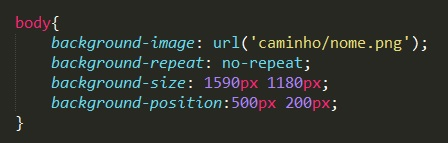 body{
    background-image: url('caminho/nome.png');
    background-repeat: no-repeat;
    background-size: 1590px 1180px;
    background-position:500px 200px;
}